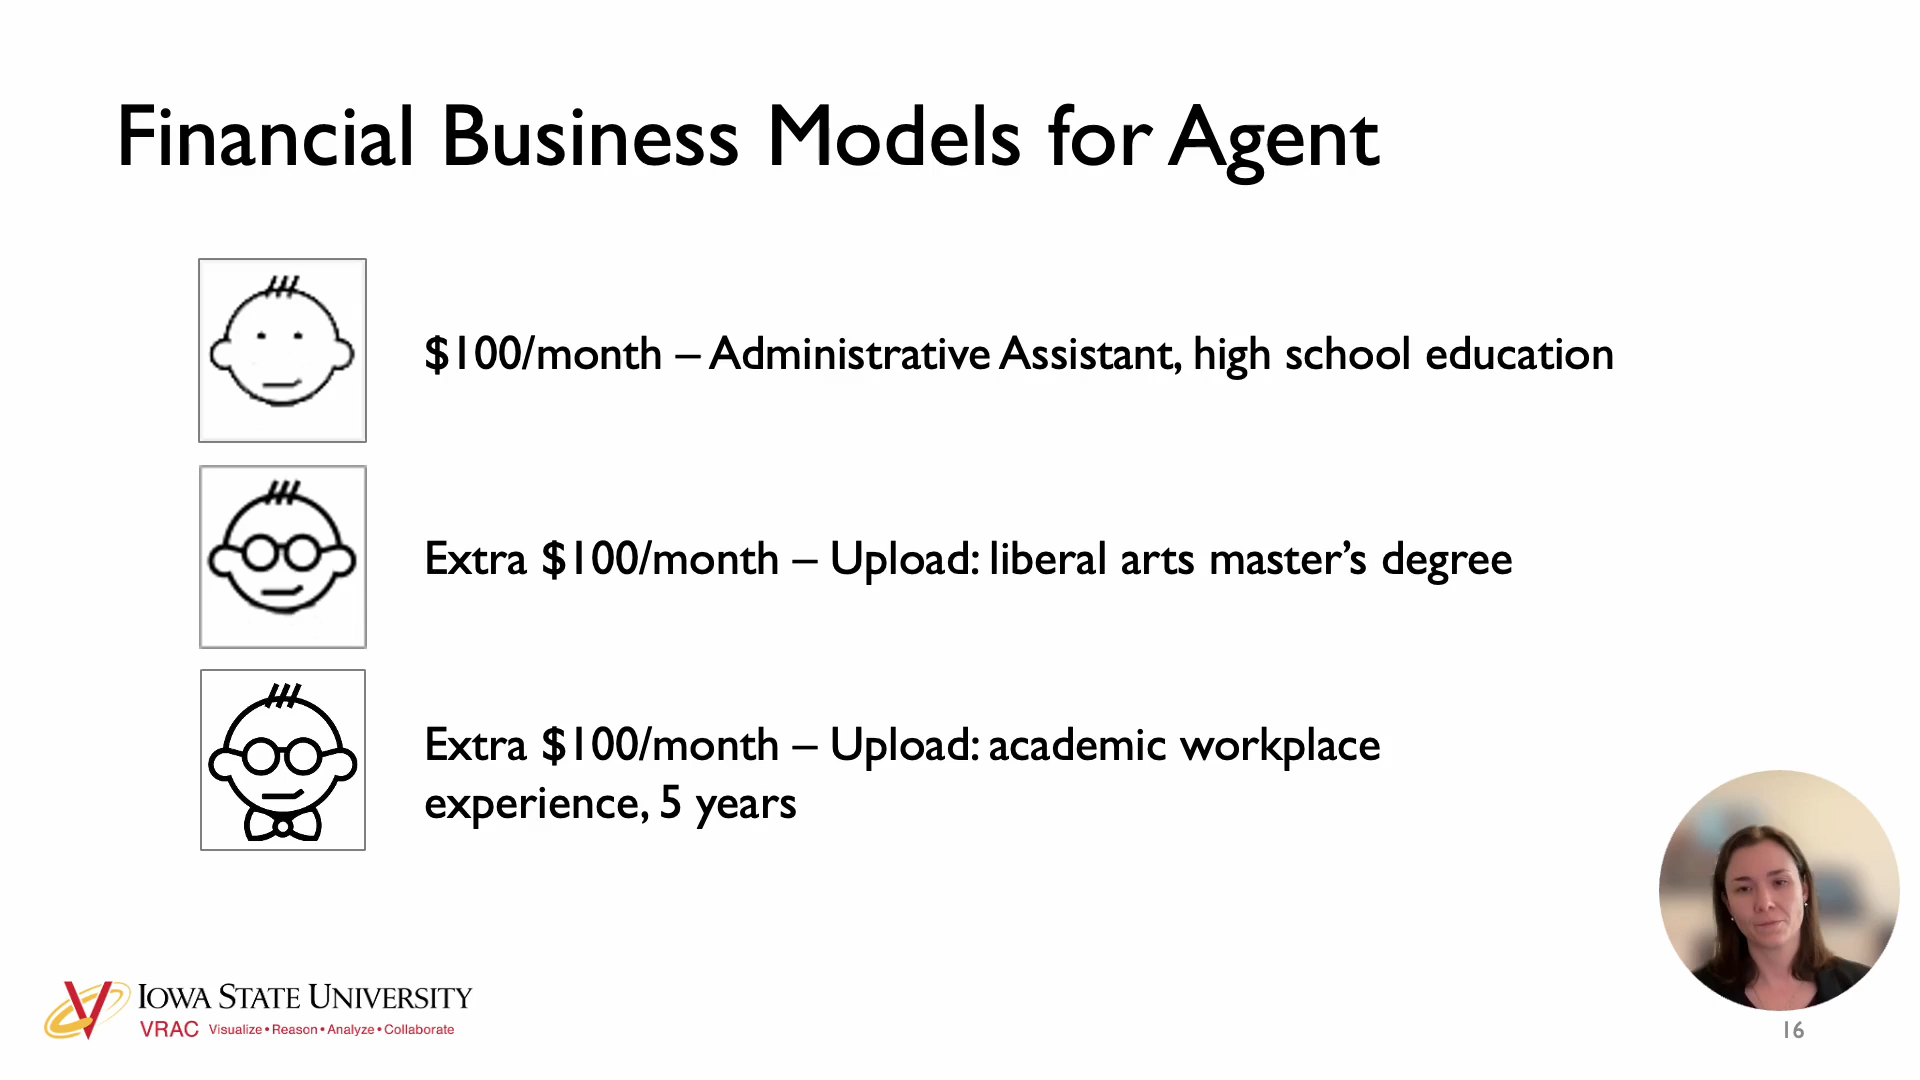 Financial Business Models for Agent
$100/month – Administrative Assistant, high school education
Extra $100/month – Upload: liberal arts master’s degree
Extra $100/month – Upload: academic workplace
experience, 5 years
IOWA STATE UNIVERSITY
VRAC Visualize • Reason • Analyze • Collaborate
16